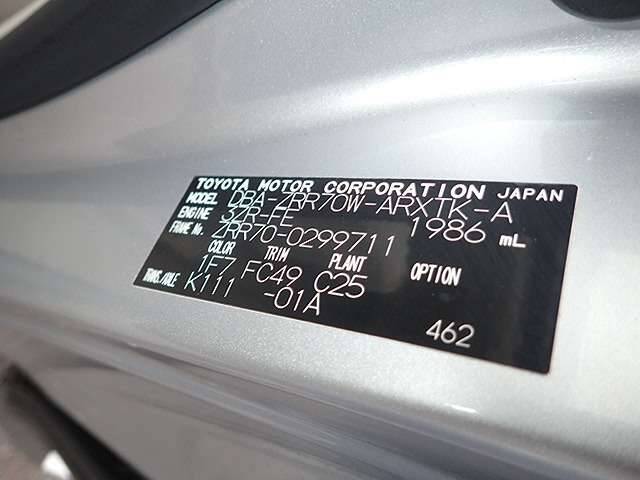 TOYOTA MOTOR CORPORATION JAPAN
MODEL DBA-ZRR70W-ARXTK-A
ENGINE 3ZR-FE 1986 mL
FRAME No. ZRR70-0299711
COLOR TRIM PLANT OPTION
1F7 FC49 C25
TRANS./AXLE K111 -01A
462